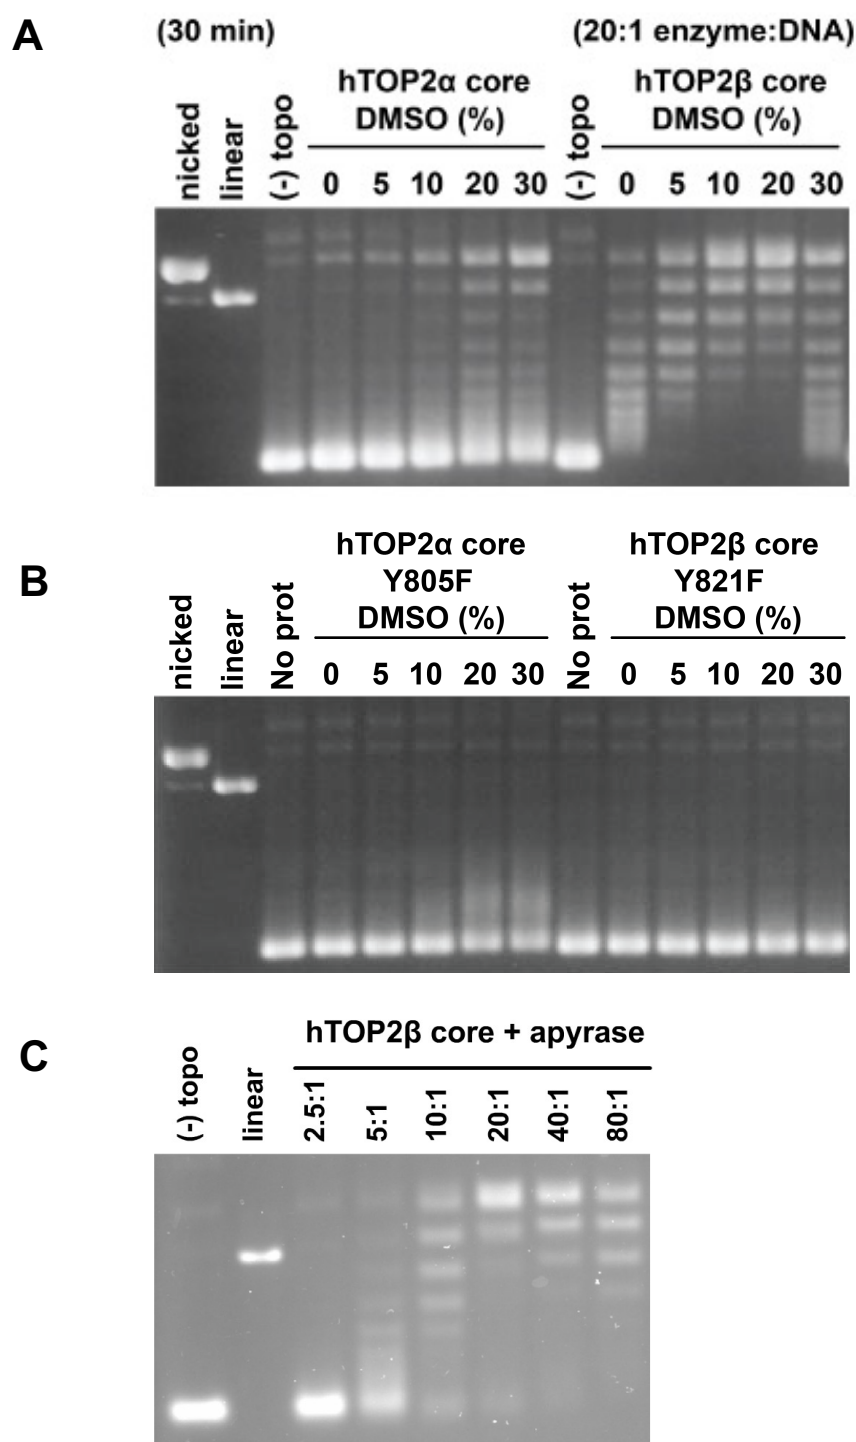 A
(30 min)
(20:1 enzyme:DNA)
nicked
linear
(-) topo
hTOP2α core
DMSO (%)
0 5 10 20 30
(-) topo
hTOP2β core
DMSO (%)
0 5 10 20 30
B
nicked
linear
No prot
hTOP2α core
Y805F
DMSO (%)
0 5 10 20 30
No prot
hTOP2β core
Y821F
DMSO (%)
0 5 10 20 30
C
(-) topo
linear
hTOP2β core + apyrase
2.5:1 5:1 10:1 20:1 40:1 80:1